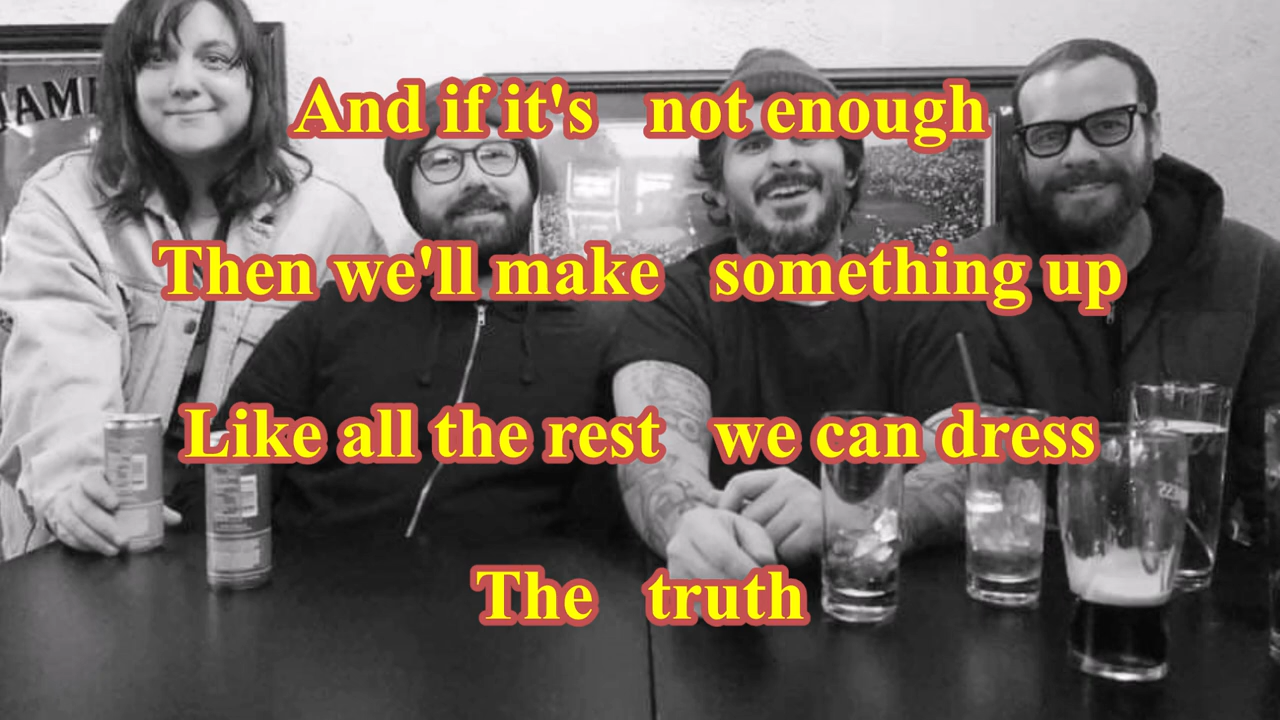 And if it's not enough
Then we'll make something up
Like all the rest we can dress
The truth